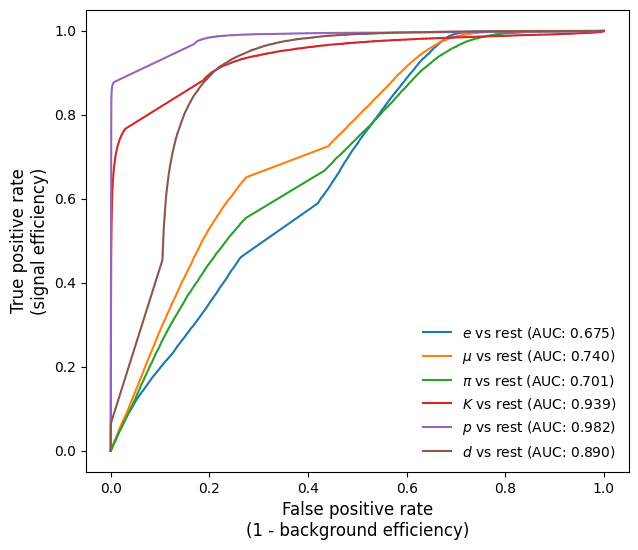 True positive rate
(signal efficiency)
1.0
0.8
0.6
0.4
0.2
0.0
e vs rest (AUC: 0.675)
μ vs rest (AUC: 0.740)
π vs rest (AUC: 0.701)
K vs rest (AUC: 0.939)
p vs rest (AUC: 0.982)
d vs rest (AUC: 0.890)
0.0 0.2 0.4 0.6 0.8 1.0
False positive rate
(1 - background efficiency)